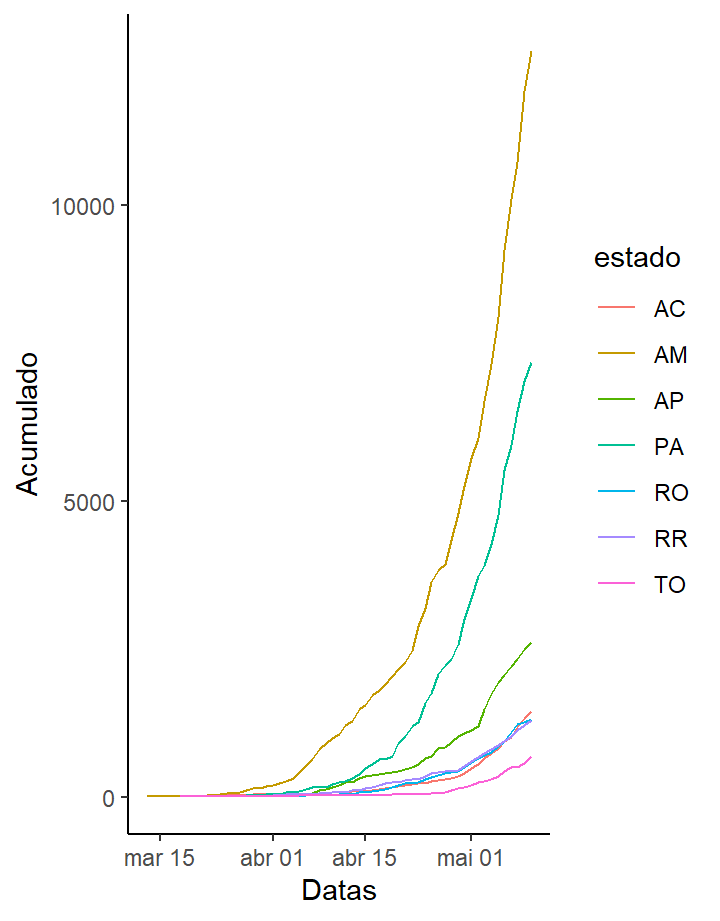 Acumulado
10000
5000
0
mar 15
abr 01
abr 15
mai 01
Datas
estado
AC
AM
AP
PA
RO
RR
TO